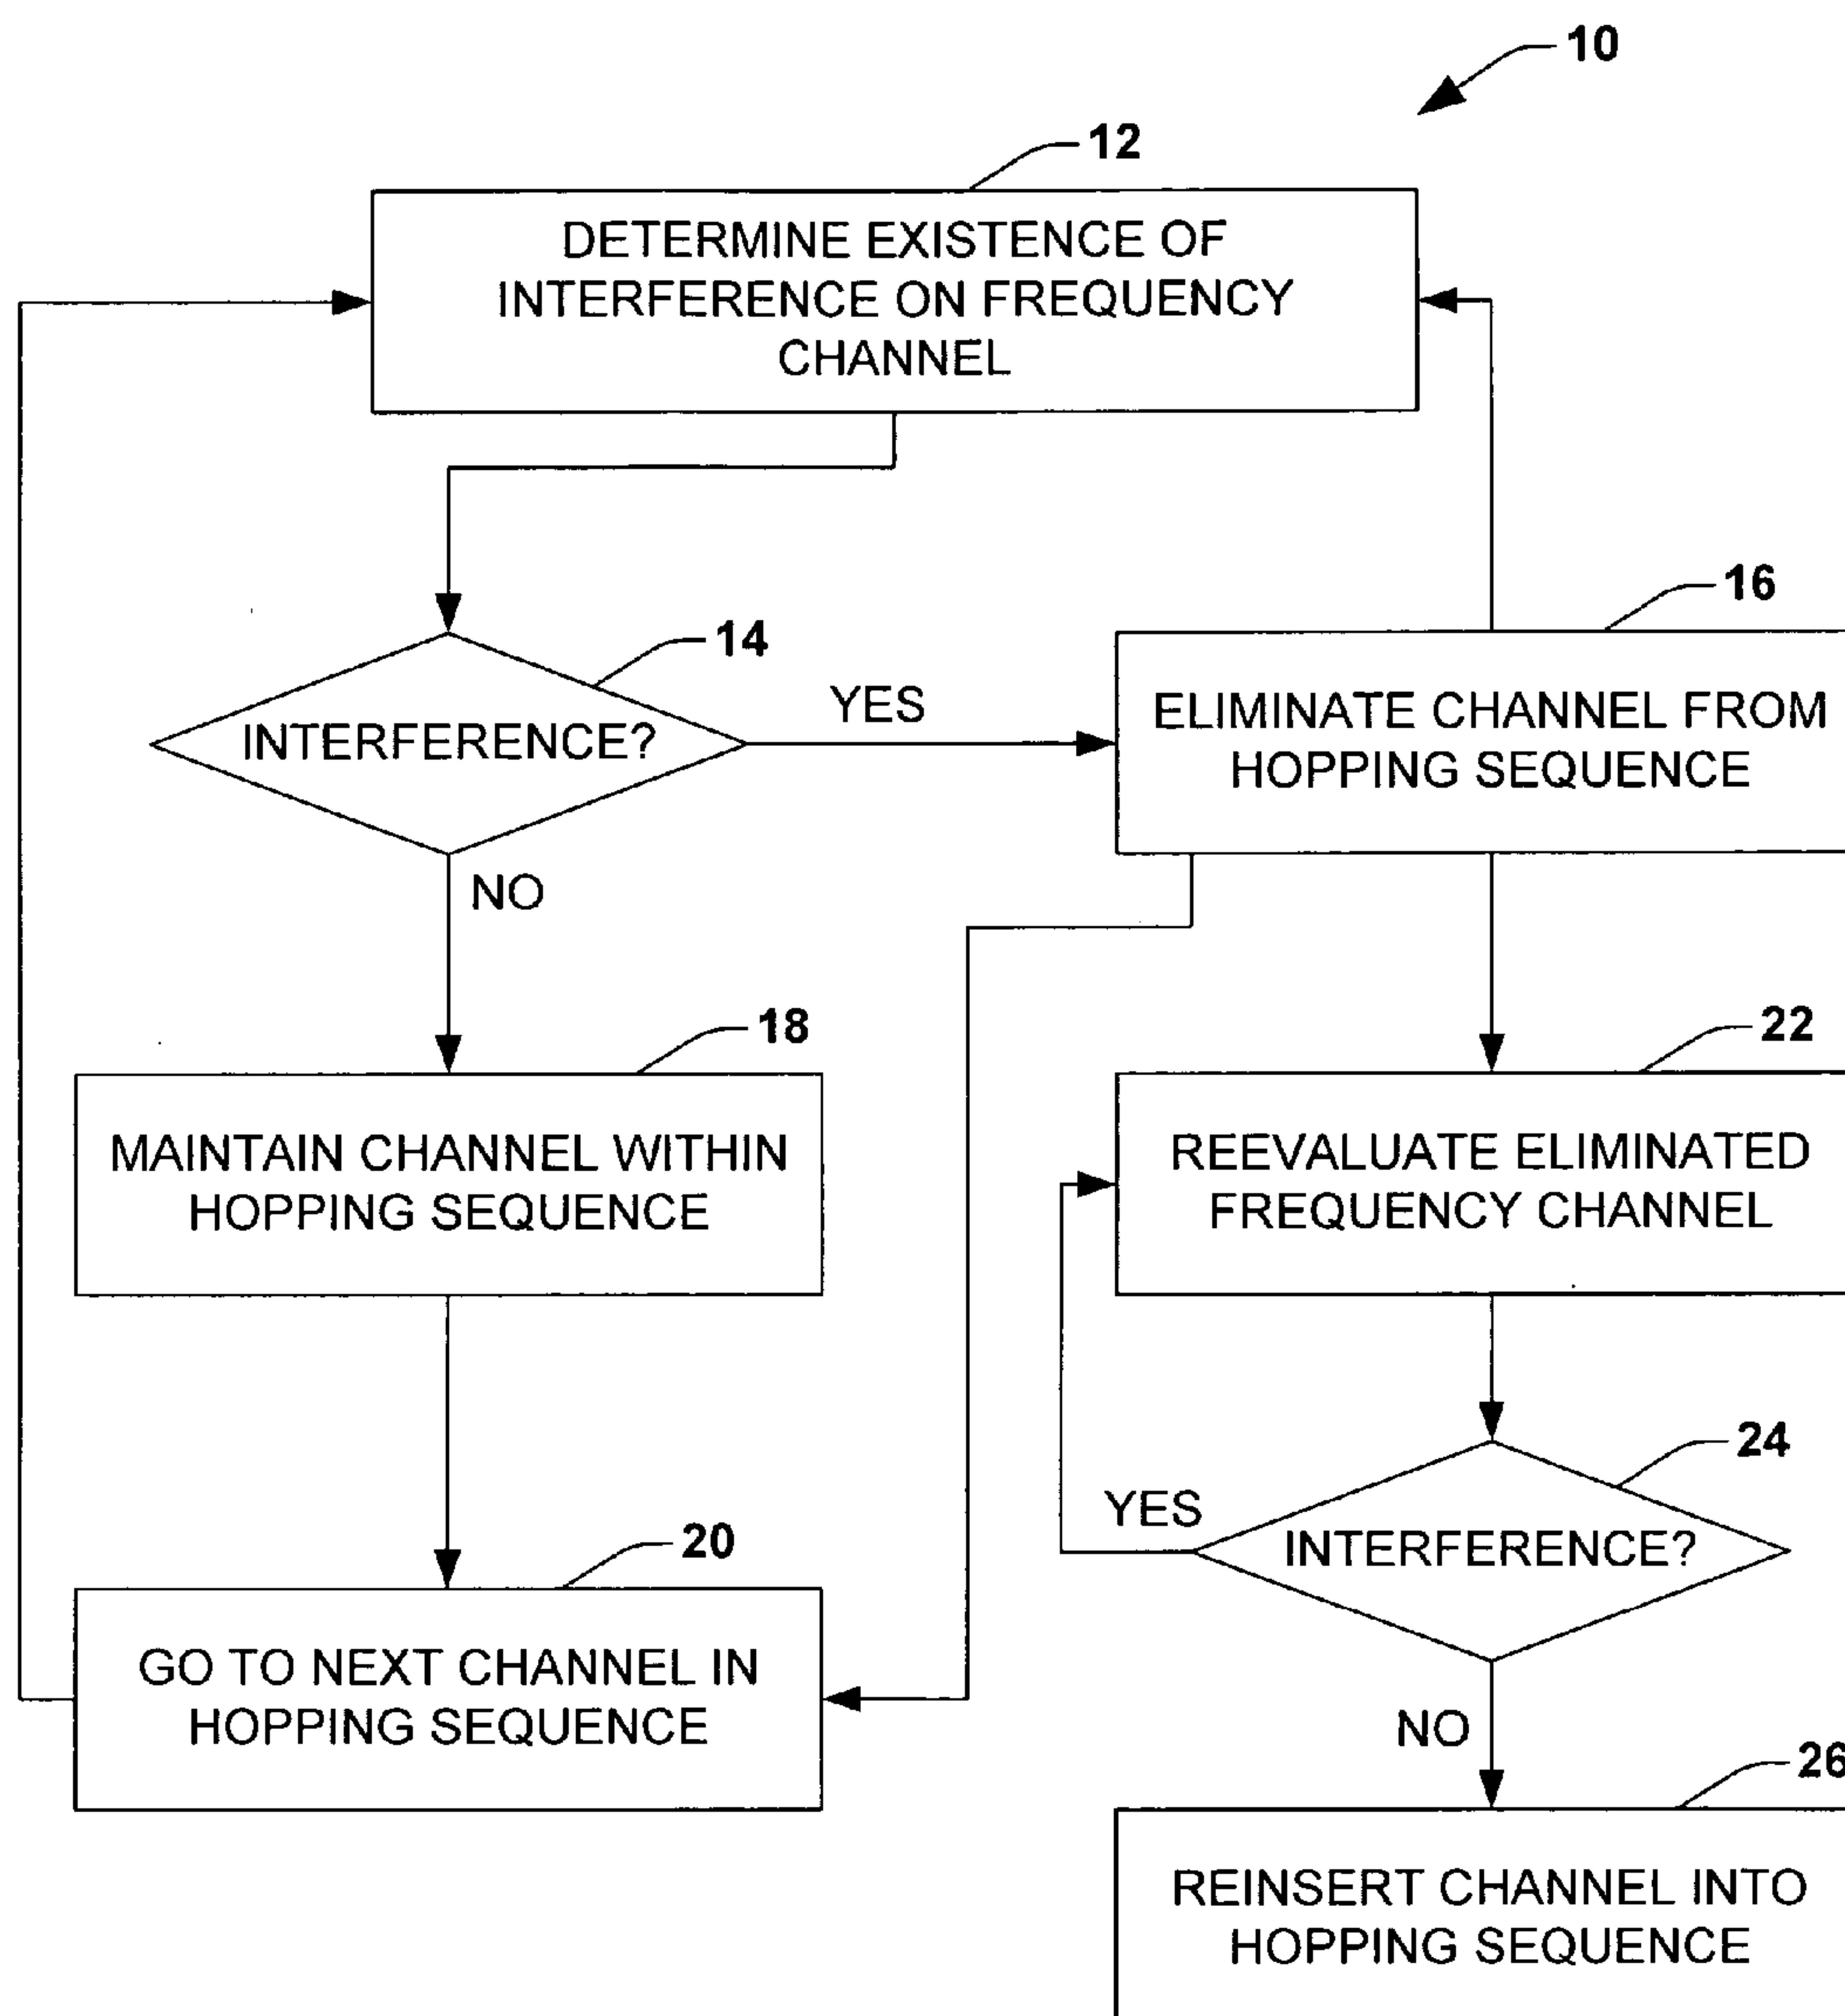 10
12
DETERMINE EXISTENCE OF
INTERFERENCE ON FREQUENCY
CHANNEL
14
INTERFERENCE?
YES
16
ELIMINATE CHANNEL FROM
HOPPING SEQUENCE
NO
18
MAINTAIN CHANNEL WITHIN
HOPPING SEQUENCE
22
REEVALUATE ELIMINATED
FREQUENCY CHANNEL
24
YES
INTERFERENCE?
20
GO TO NEXT CHANNEL IN
HOPPING SEQUENCE
NO
26
REINSERT CHANNEL INTO
HOPPING SEQUENCE